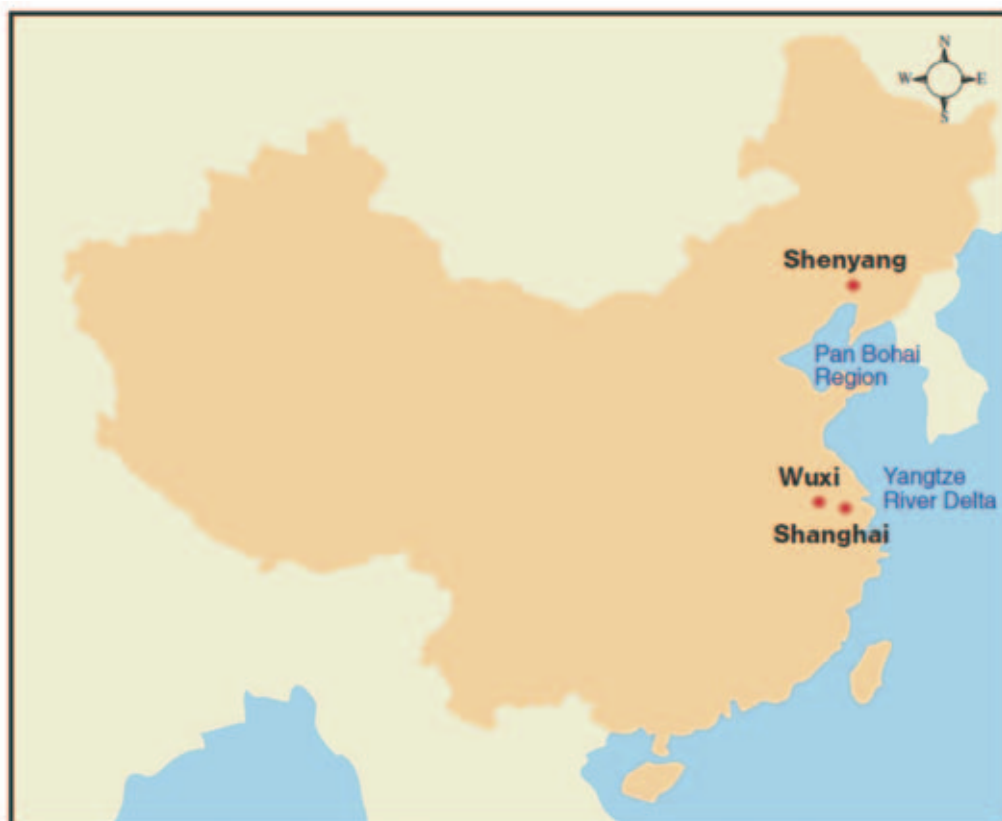 N
W E
S
Shenyang
Pan Bohai
Region
Wuxi
Yangtze
River Delta
Shanghai